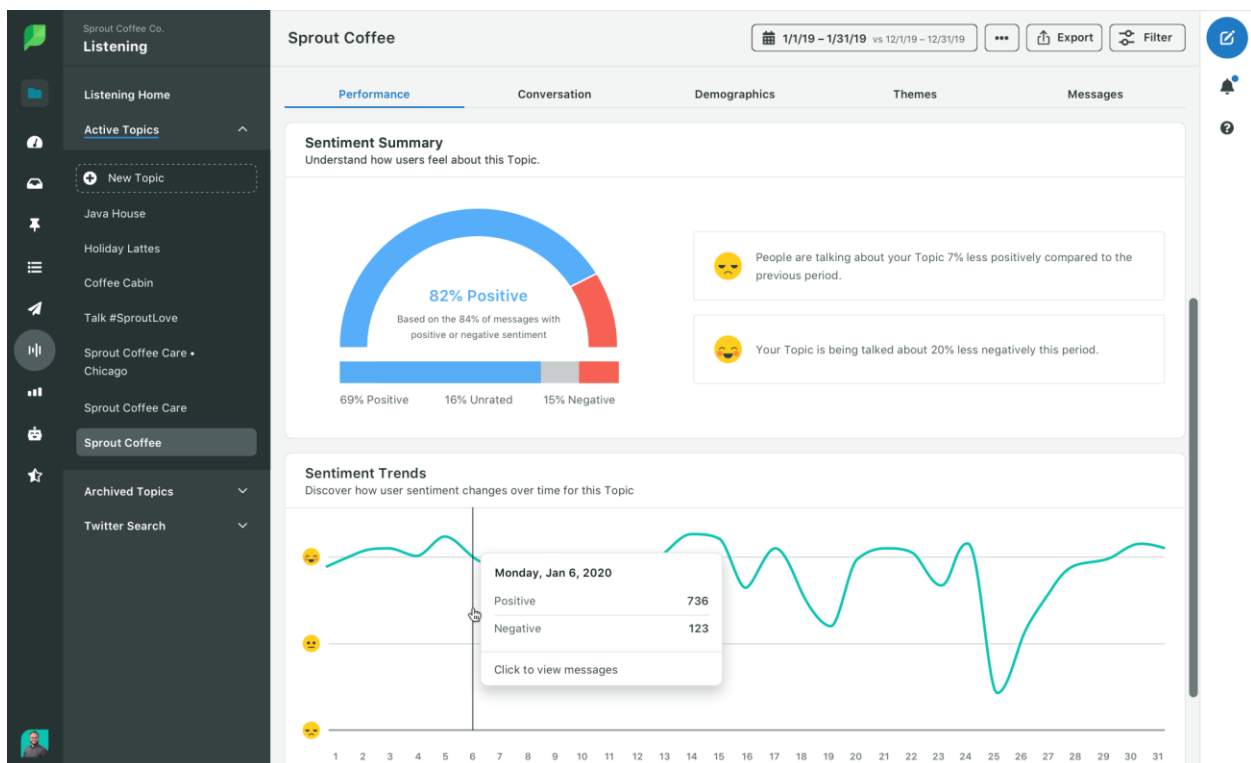 Sprout Coffee Co.
Listening
Listening Home
Active Topics
New Topic
Java House
Holiday Lattes
Coffee Cabin
Talk #SproutLove
Sprout Coffee Care •
Chicago
Sprout Coffee Care
Sprout Coffee
Archived Topics
Twitter Search
Sprout Coffee
1/1/19 – 1/31/19 vs 12/1/19 – 12/31/19
Export
Filter
Performance Conversation Demographics Themes Messages
Sentiment Summary
Understand how users feel about this Topic.
82% Positive
Based on the 84% of messages with
positive or negative sentiment
69% Positive 16% Unrated 15% Negative
People are talking about your Topic 7% less positively compared to the
previous period.
Your Topic is being talked about 20% less negatively this period.
Sentiment Trends
Discover how user sentiment changes over time for this Topic
Monday, Jan 6, 2020
Positive 736
Negative 123
Click to view messages
1 2 3 4 5 6 7 8 9 10 11 12 13 14 15 16 17 18 19 20 21 22 23 24 25 26 27 28 29 30 31